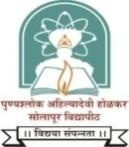 पुण्यश्लोक अहिल्यादेवी होळकर
सोलापूर विद्यापीठ
।। विद्यया संपन्नता ।।